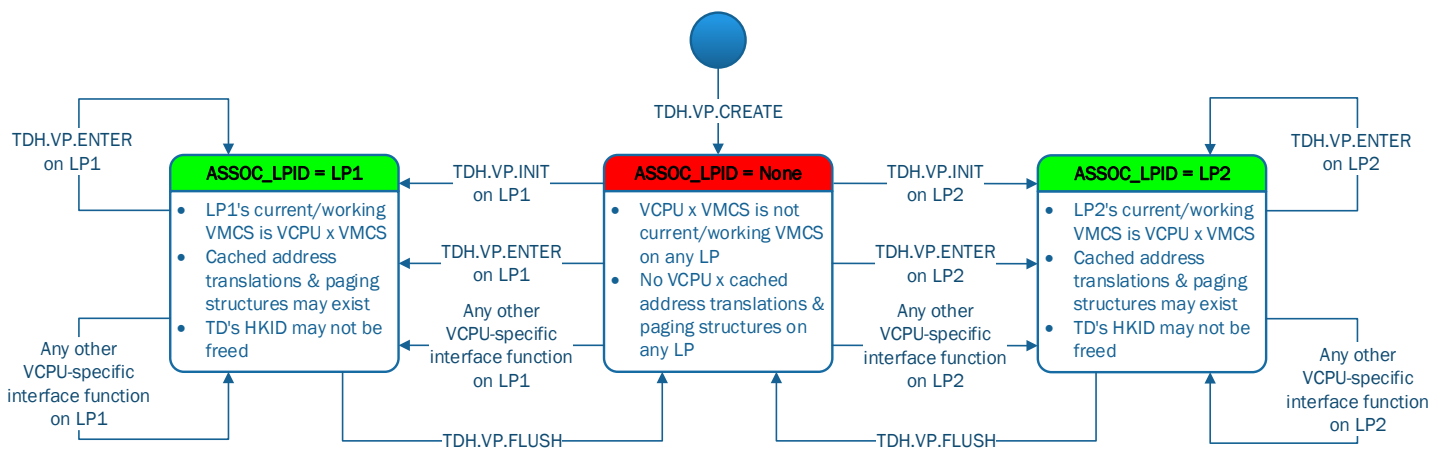 TDH.VP.CREATE
TDH.VP.ENTER
on LP1
ASSOC_LPID = LP1
• LP1's current/working
VMCS is VCPU x VMCS
• Cached address
translations & paging
structures may exist
• TD's HKID may not be
freed
Any other
VCPU-specific
interface function
on LP1
TDH.VP.INIT
on LP1
TDH.VP.ENTER
on LP1
Any other
VCPU-specific
interface function
on LP1
TDH.VP.FLUSH
ASSOC_LPID = None
• VCPU x VMCS is not
current/working VMCS
on any LP
• No VCPU x cached
address translations &
paging structures on
any LP
TDH.VP.INIT
on LP2
TDH.VP.ENTER
on LP2
Any other
VCPU-specific
interface function
on LP2
TDH.VP.FLUSH
ASSOC_LPID = LP2
• LP2's current/working
VMCS is VCPU x VMCS
• Cached address
translations & paging
structures may exist
• TD's HKID may not be
freed
TDH.VP.ENTER
on LP2
Any other
VCPU-specific
interface function
on LP2